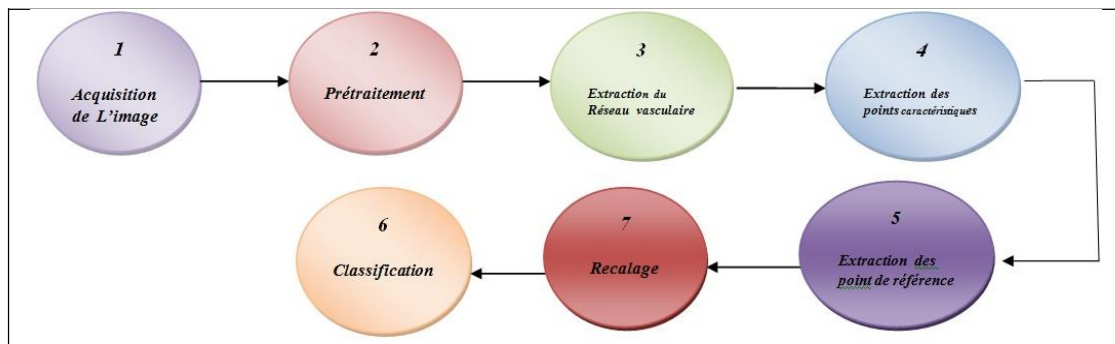 1
Acquisition
de L'image
2
Prétraitement
3
Extraction du
Réseau vasculaire
4
Extraction des
points caractéristiques
5
Extraction des
point de référence
7
Recalage
6
Classification